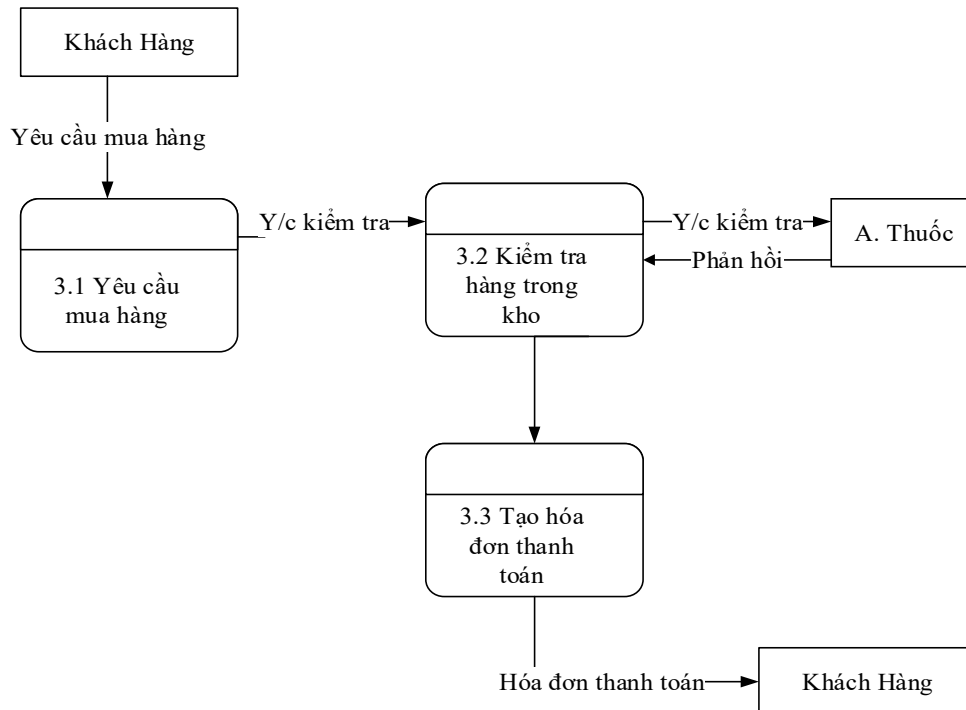 Khách Hàng
Yêu cầu mua hàng
Y/c kiểm tra
Y/c kiểm tra
A. Thuốc
Phản hồi
3.1 Yêu cầu
mua hàng
3.2 Kiểm tra
hàng trong
kho
3.3 Tạo hóa
đơn thanh
toán
Hóa đơn thanh toán
Khách Hàng